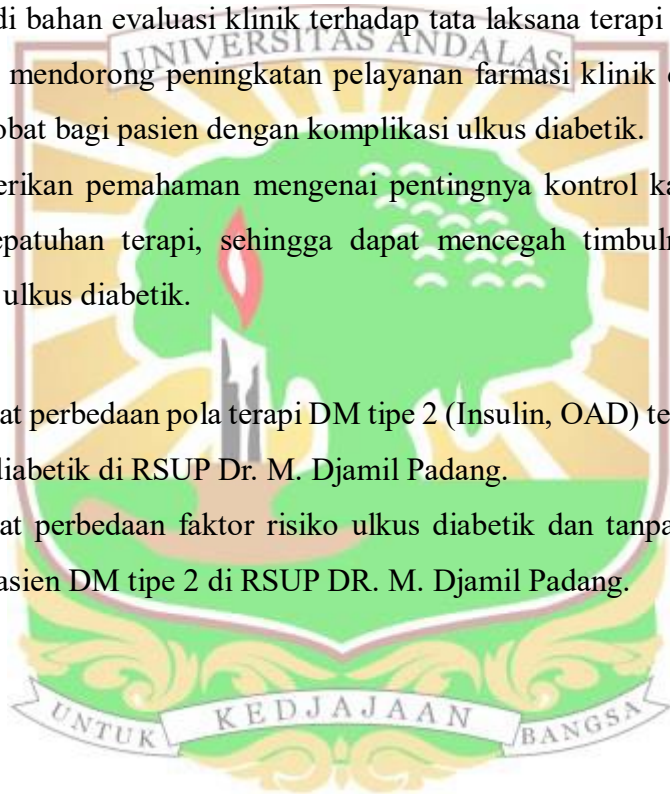 di bahan evaluasi klinik terhadap tata laksana terapi
UNIVERSITAS ANDALAS
mendorong peningkatan pelayanan farmasi klinik
obat bagi pasien dengan komplikasi ulkus diabetik.
erikan pemahaman mengenai pentingnya kontrol
epatuhan terapi, sehingga dapat mencegah
ulkus diabetik.
at perbedaan pola terapi DM tipe 2 (Insulin, OAD)
diabetik di RSUP Dr. M. Djamil Padang.
at perbedaan faktor risiko ulkus diabetik dan tanpa
asien DM tipe 2 di RSUP DR. M. Djamil Padang.
UNTUK KEDJAJAAN BANGSA